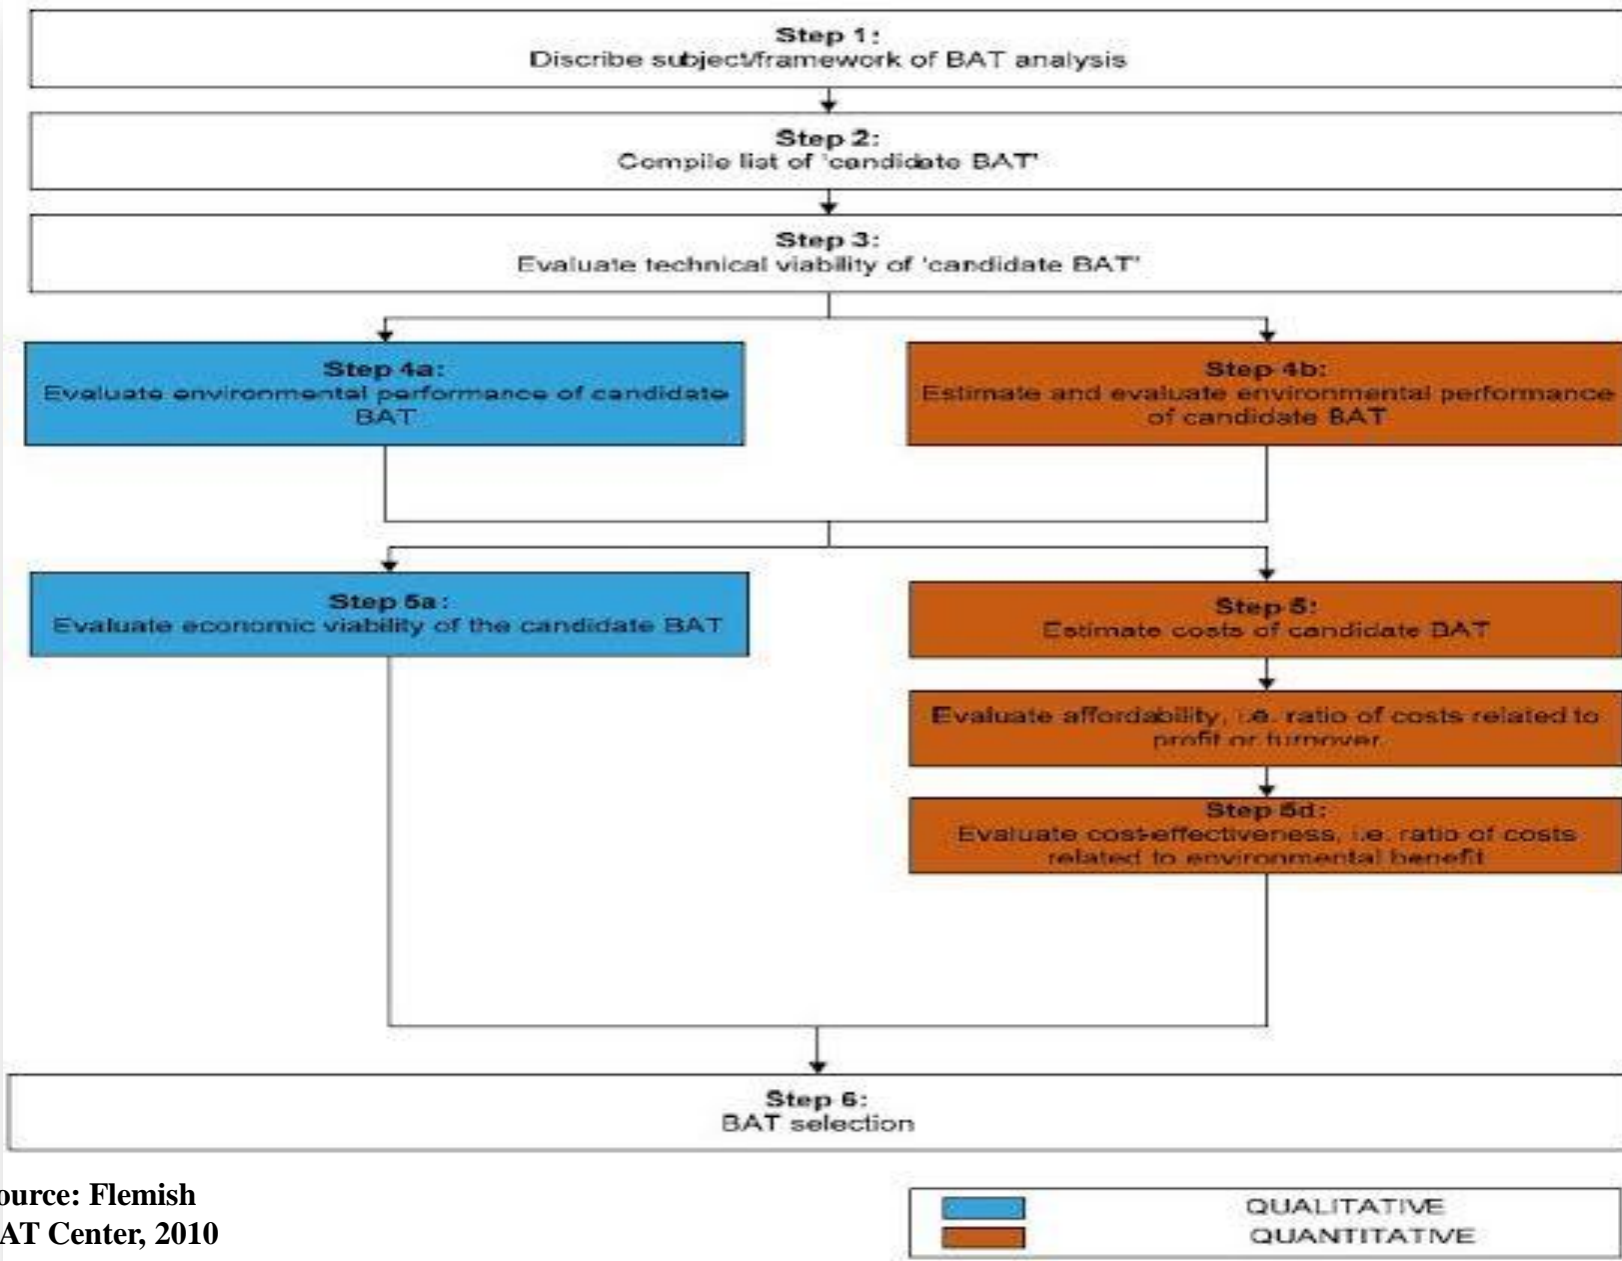 Step 1:
Discribe subject/framework of BAT analysis
Step 2:
Compile list of 'candidate BAT'
Step 3:
Evaluate technical viability of 'candidate BAT'
Step 4a:
Evaluate environmental performance of candidate
BAT
Step 4b:
Estimate and evaluate environmental performance
of candidate BAT
Step 5a:
Evaluate economic viability of the candidate BAT
Step 5:
Estimate costs of candidate BAT
Evaluate affordability, i.e. ratio of costs related to
profit or turnover
Step 5d:
Evaluate cost-effectiveness, i.e. ratio of costs
related to environmental benefit
Step 6:
BAT selection
ource: Flemish
AT Center, 2010
QUALITATIVE
QUANTITATIVE